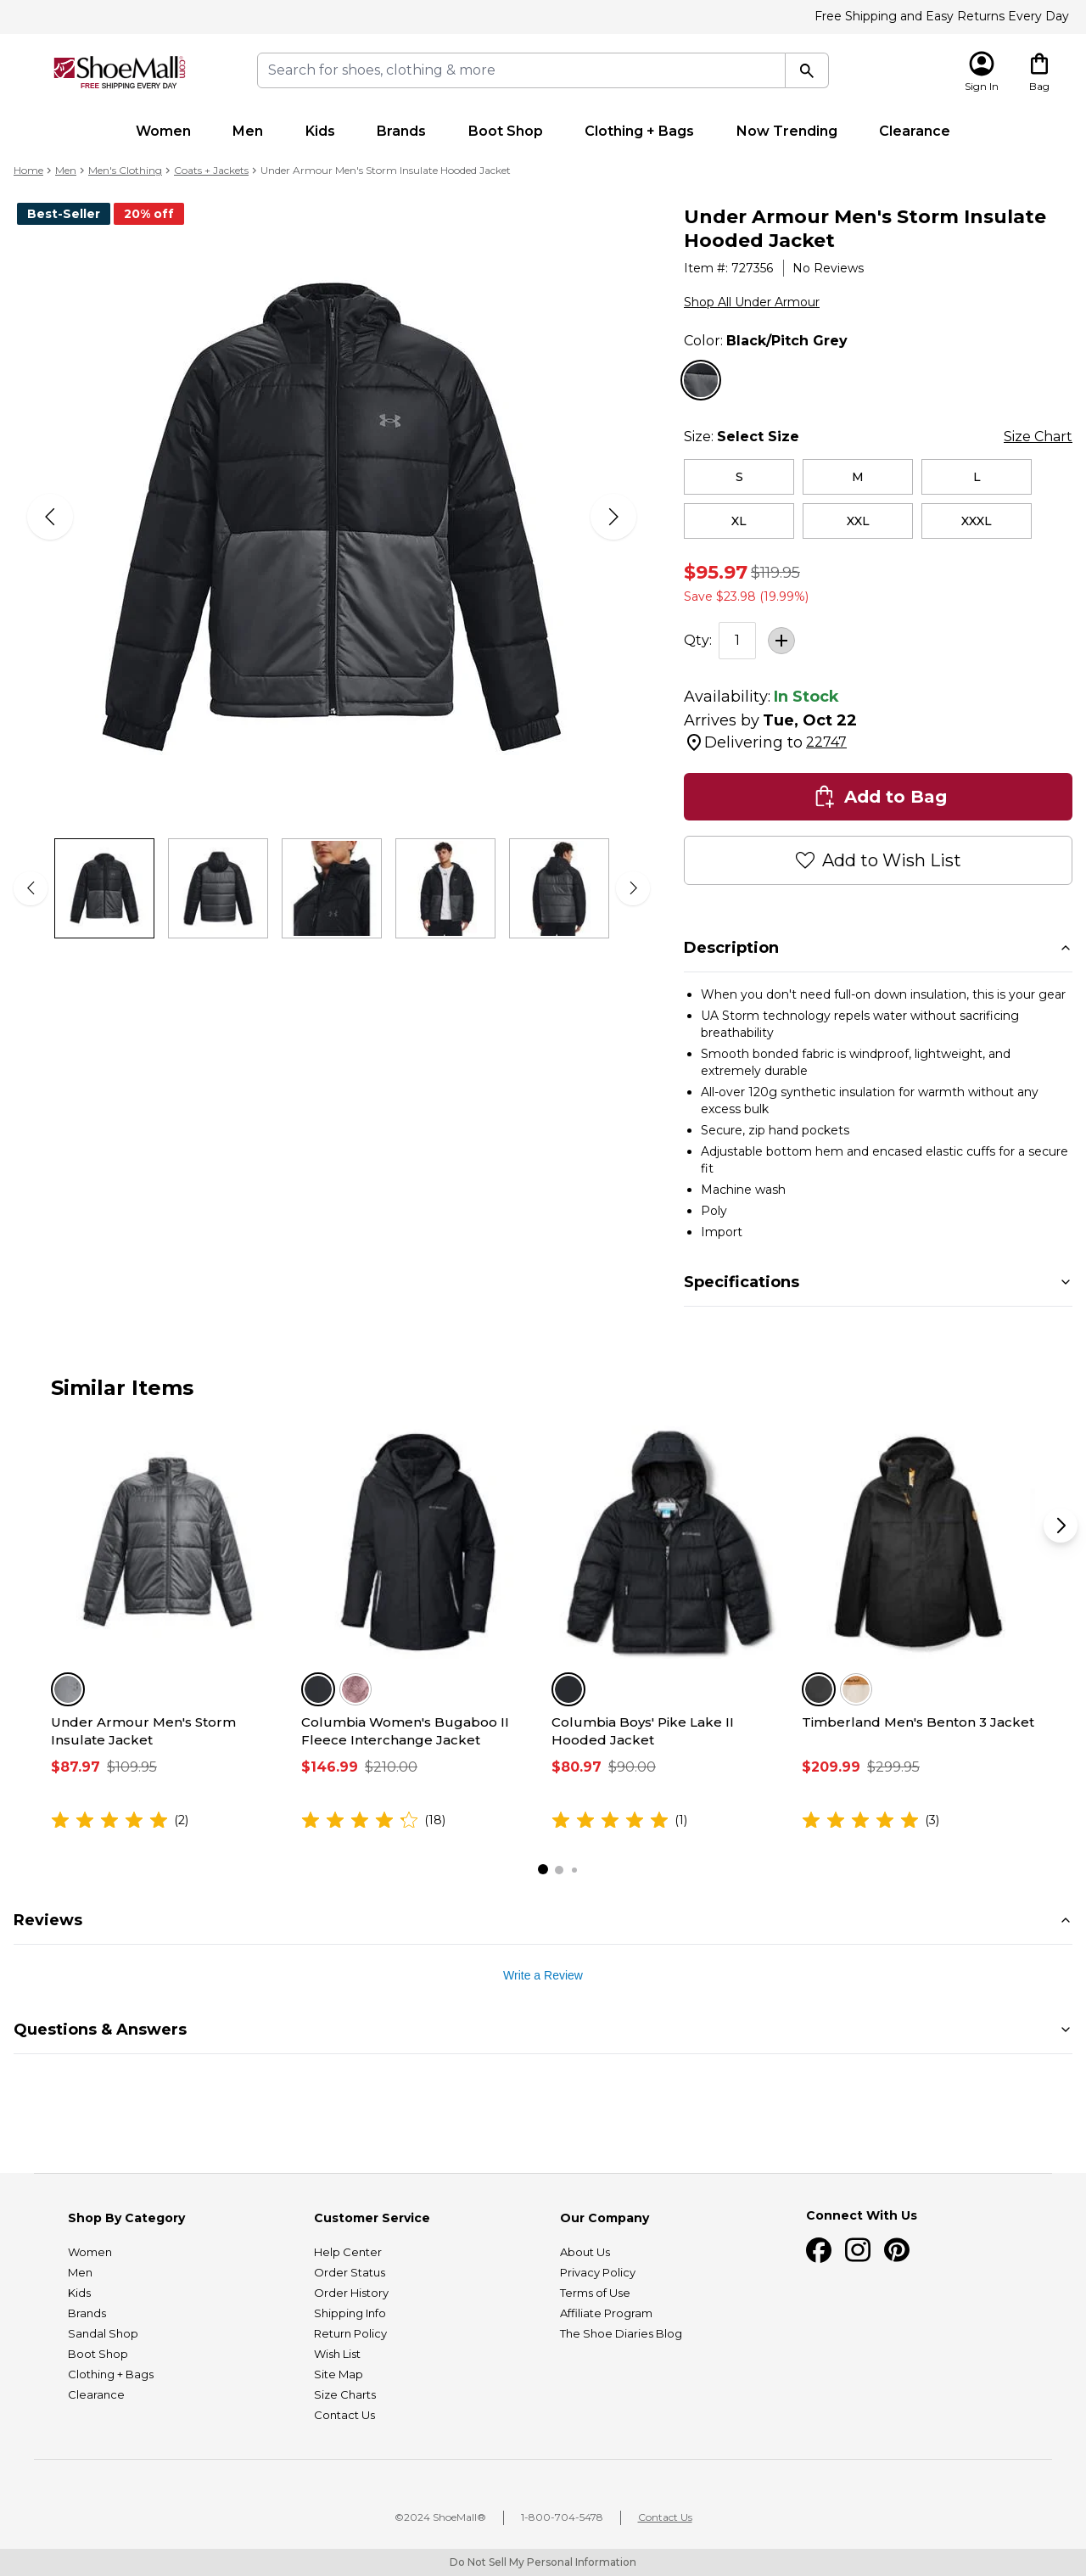 Free Shipping and Easy Returns Every Day
ShoeMall.com
FREE SHIPPING EVERY DAY
Search for shoes, clothing & more
Sign In
Bag
Women
Men
Kids
Brands
Boot Shop
Clothing + Bags
Now Trending
Clearance
Home > Men > Men's Clothing > Coats + Jackets > Under Armour Men's Storm Insulate Hooded Jacket
Best-Seller
20% off
Under Armour Men's Storm Insulate
Hooded Jacket
Item #: 727356
No Reviews
Shop All Under Armour
Color: Black/Pitch Grey
Size: Select Size
Size Chart
S
M
L
XL
XXL
XXXL
$95.97 $119.95
Save $23.98 (19.99%)
Qty:
1
Availability: In Stock
Arrives by Tue, Oct 22
Delivering to 22747
Add to Bag
Add to Wish List
Description
When you don't need full-on down insulation, this is your gear
UA Storm technology repels water without sacrificing
breathability
Smooth bonded fabric is windproof, lightweight, and
extremely durable
All-over 120g synthetic insulation for warmth without any
excess bulk
Secure, zip hand pockets
Adjustable bottom hem and encased elastic cuffs for a secure
fit
Machine wash
Poly
Import
Specifications
Similar Items
Under Armour Men's Storm
Insulate Jacket
$87.97 $109.95
(2)
Columbia Women's Bugaboo II
Fleece Interchange Jacket
$146.99 $210.00
(18)
Columbia Boys' Pike Lake II
Hooded Jacket
$80.97 $90.00
(1)
Timberland Men's Benton 3 Jacket
$209.99 $299.95
(3)
Reviews
Write a Review
Questions & Answers
Shop By Category
Women
Men
Kids
Brands
Sandal Shop
Boot Shop
Clothing + Bags
Clearance
Customer Service
Help Center
Order Status
Order History
Shipping Info
Return Policy
Wish List
Site Map
Size Charts
Contact Us
Our Company
About Us
Privacy Policy
Terms of Use
Affiliate Program
The Shoe Diaries Blog
Connect With Us
©2024 ShoeMall®
1-800-704-5478
Contact Us
Do Not Sell My Personal Information